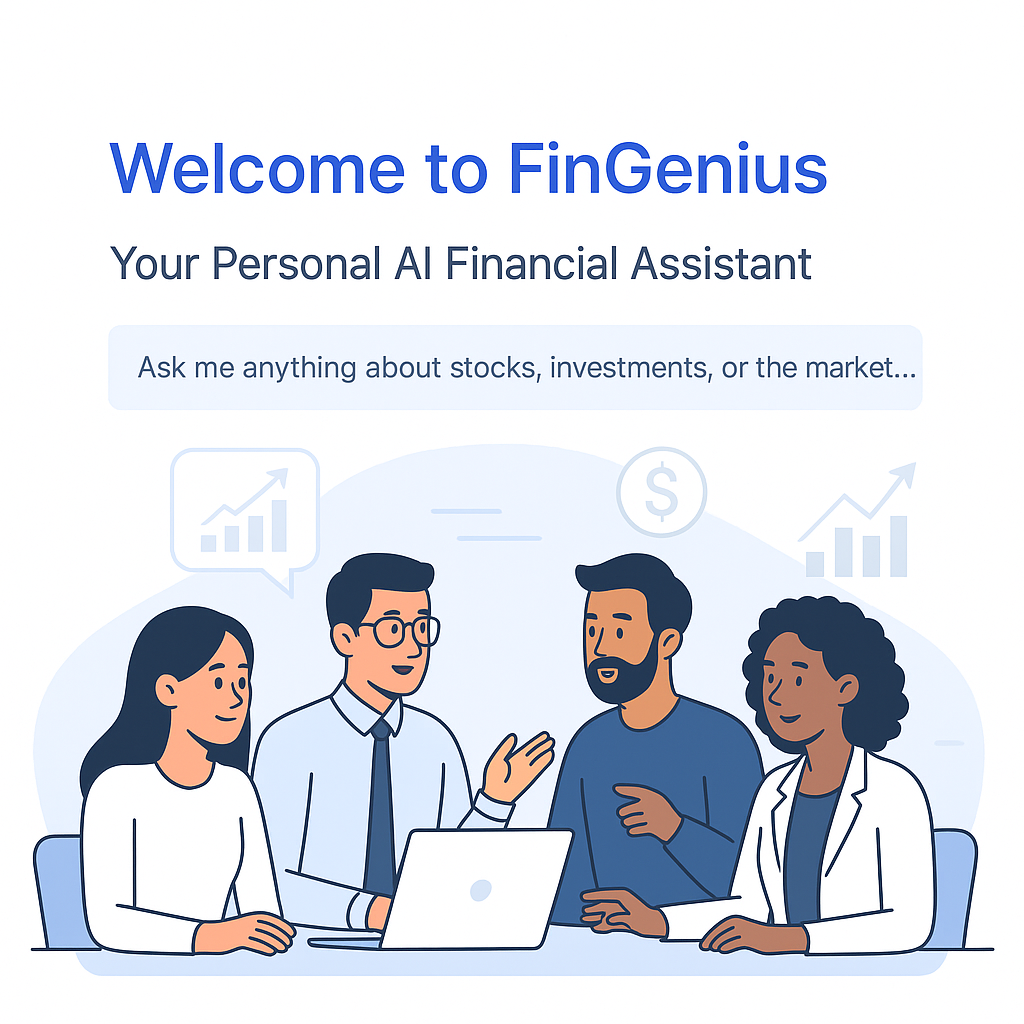 Welcome to FinGenius
Your Personal AI Financial Assistant
Ask me anything about stocks, investments, or the market...
$